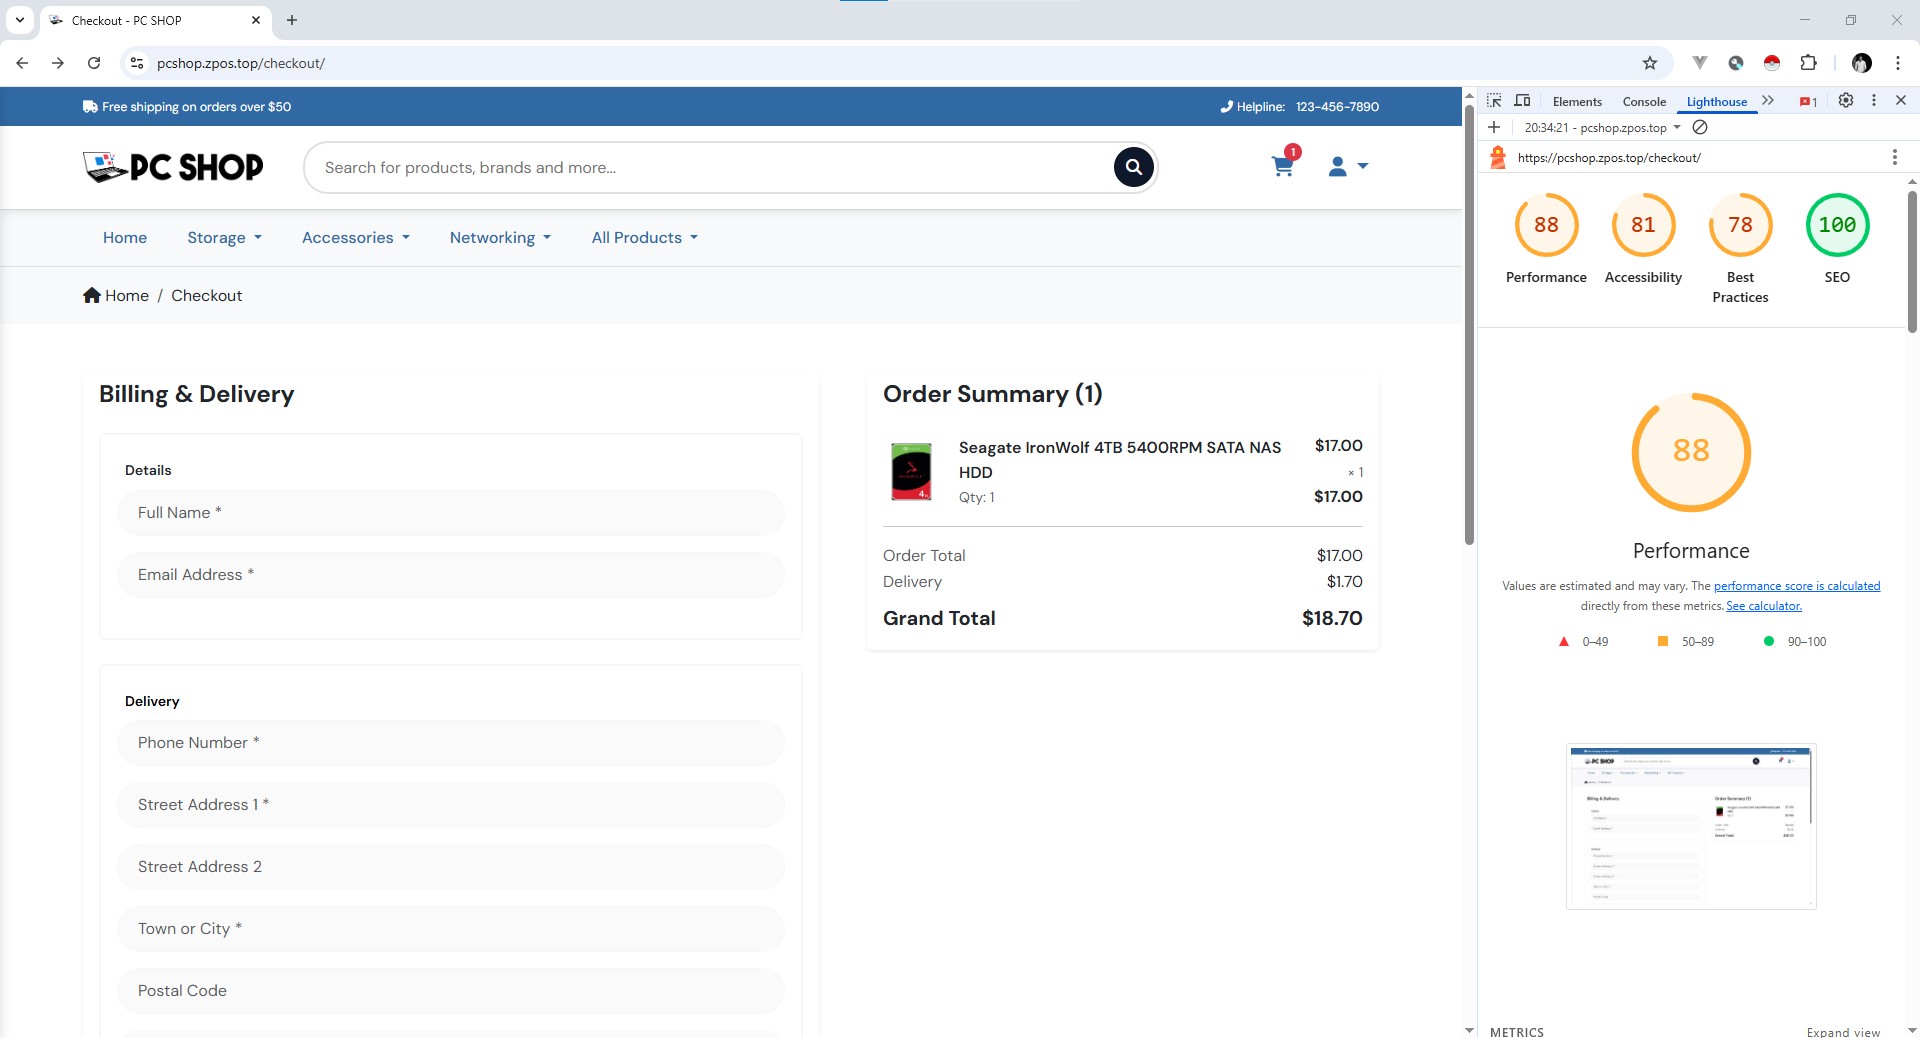 Checkout - PC SHOP
pcshop.zpos.top/checkout/
Free shipping on orders over $50
Helpline: 123-456-7890
PC SHOP
Search for products, brands and more...
1
Home
Storage
Accessories
Networking
All Products
Home / Checkout
Billing & Delivery
Details
Full Name *
Email Address *
Delivery
Phone Number *
Street Address 1 *
Street Address 2
Town or City *
Postal Code
Order Summary (1)
Seagate IronWolf 4TB 5400RPM SATA NAS
HDD
Qty: 1
$17.00
× 1
$17.00
Order Total $17.00
Delivery $1.70
Grand Total $18.70
Elements
Console
Lighthouse
1
20:34:21 - pcshop.zpos.top
https://pcshop.zpos.top/checkout/
88
Performance
81
Accessibility
78
Best
Practices
100
SEO
88
Performance
Values are estimated and may vary. The performance score is calculated
directly from these metrics. See calculator.
0–49
50–89
90–100
METRICS
Expand view